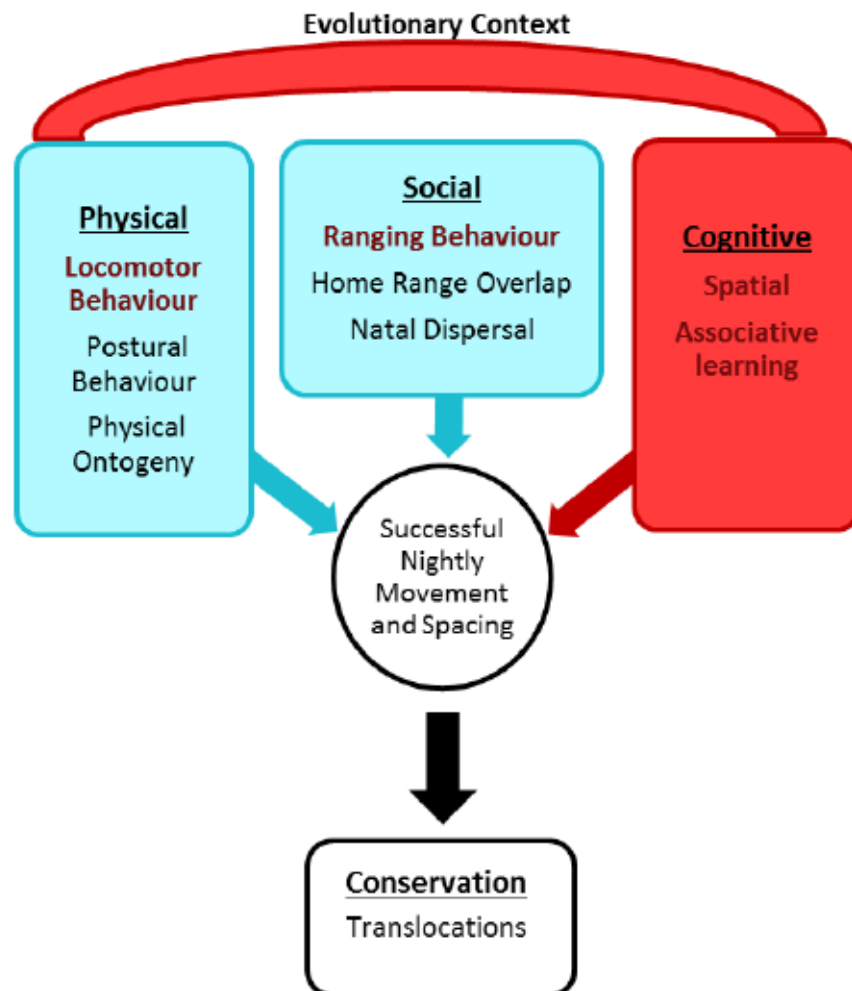 Evolutionary Context
Physical
Locomotor
Behaviour
Postural
Behaviour
Physical
Ontogeny
Social
Ranging Behaviour
Home Range Overlap
Natal Dispersal
Cognitive
Spatial
Associative
learning
Successful
Nightly
Movement
and Spacing
Conservation
Translocations